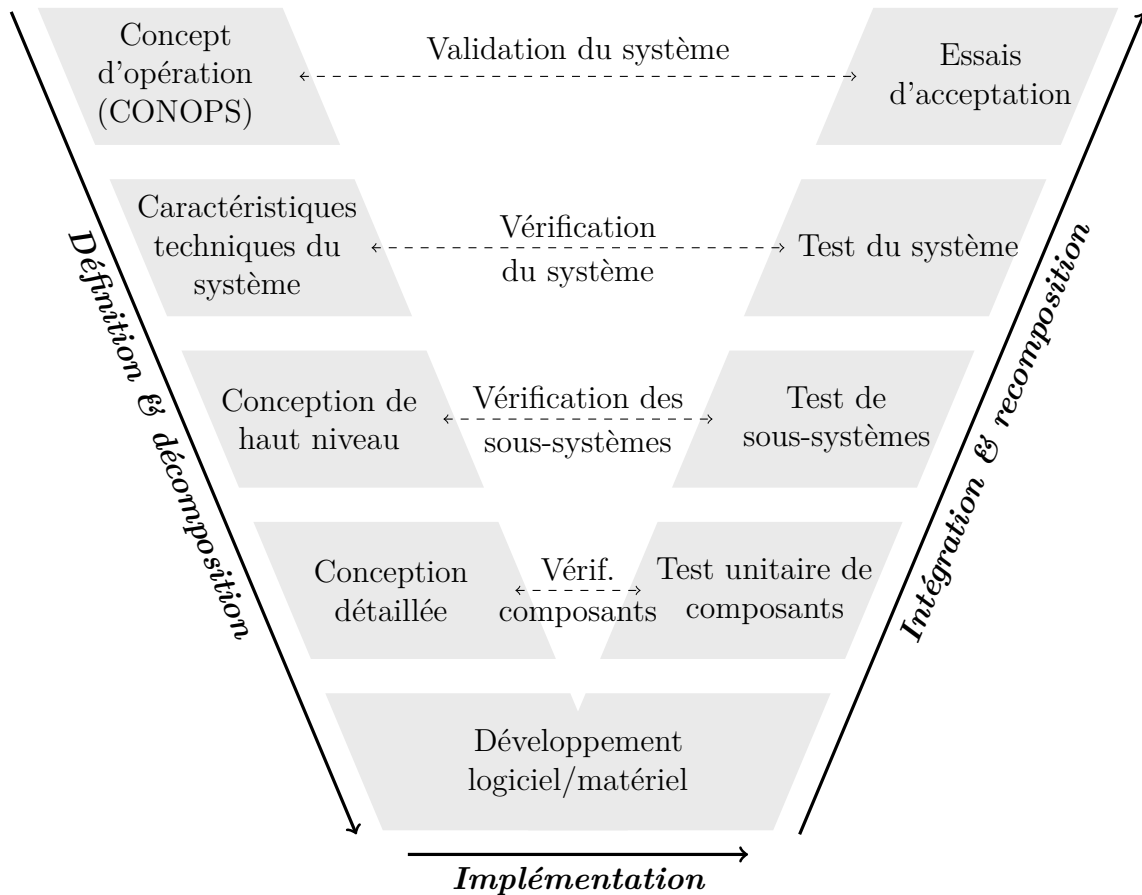 Concept
d'opération
(CONOPS)
Validation du système
Essais
d'acceptation
Caractéristiques
techniques du
système
Vérification
du système
Test du système
Conception de
haut niveau
Vérification des
sous-systèmes
Test de
sous-systèmes
Conception
détaillée
Vérif.
composants
Test unitaire de
composants
Développement
logiciel/matériel
Définition & décomposition
Implémentation
Intégration & recomposition